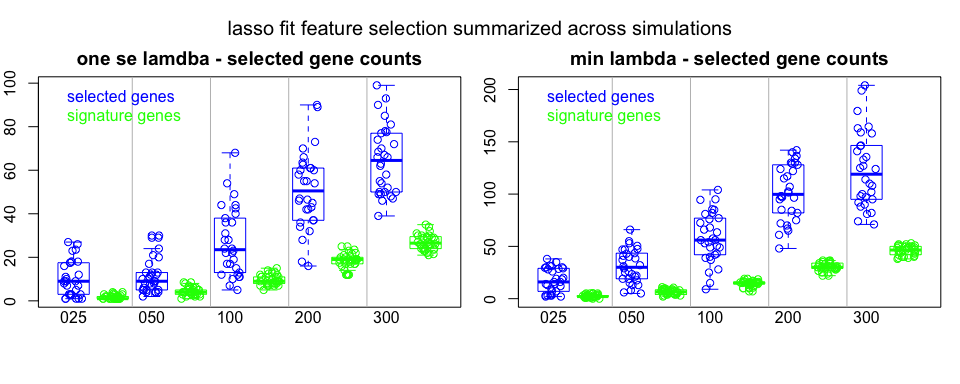 lasso fit feature selection summarized across simulations
one se lamdba - selected gene counts
selected genes
signature genes
0
20
40
60
80
100
025 050 100 200 300
min lambda - selected gene counts
selected genes
signature genes
0
50
100
150
200
025 050 100 200 300